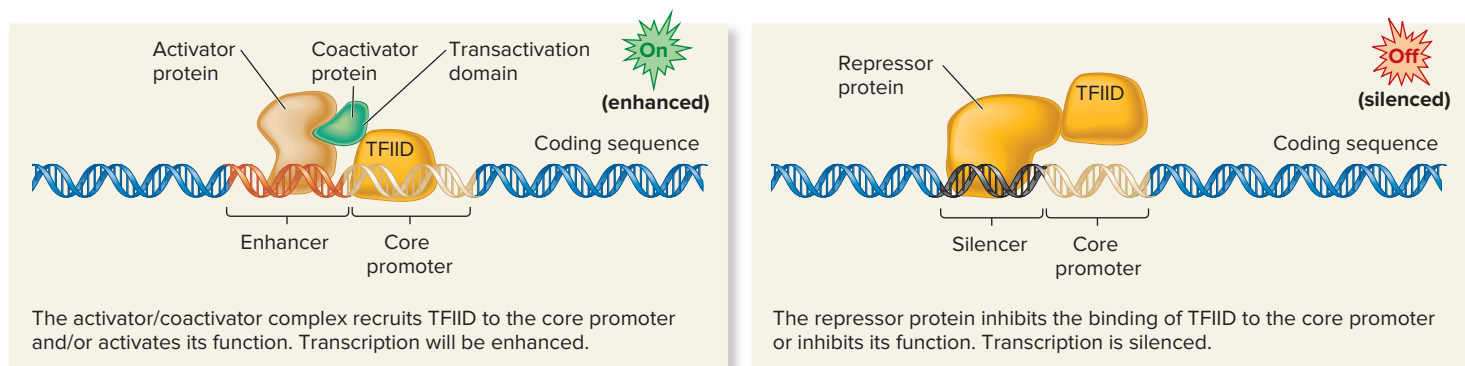 Activator
protein
Coactivator
protein
Transactivation
domain
On
(enhanced)
TFIID
Coding sequence
Enhancer
Core
promoter
The activator/coactivator complex recruits TFIID to the core promoter
and/or activates its function. Transcription will be enhanced.
Repressor
protein
TFIID
Off
(silenced)
Coding sequence
Silencer
Core
promoter
The repressor protein inhibits the binding of TFIID to the core promoter
or inhibits its function. Transcription is silenced.